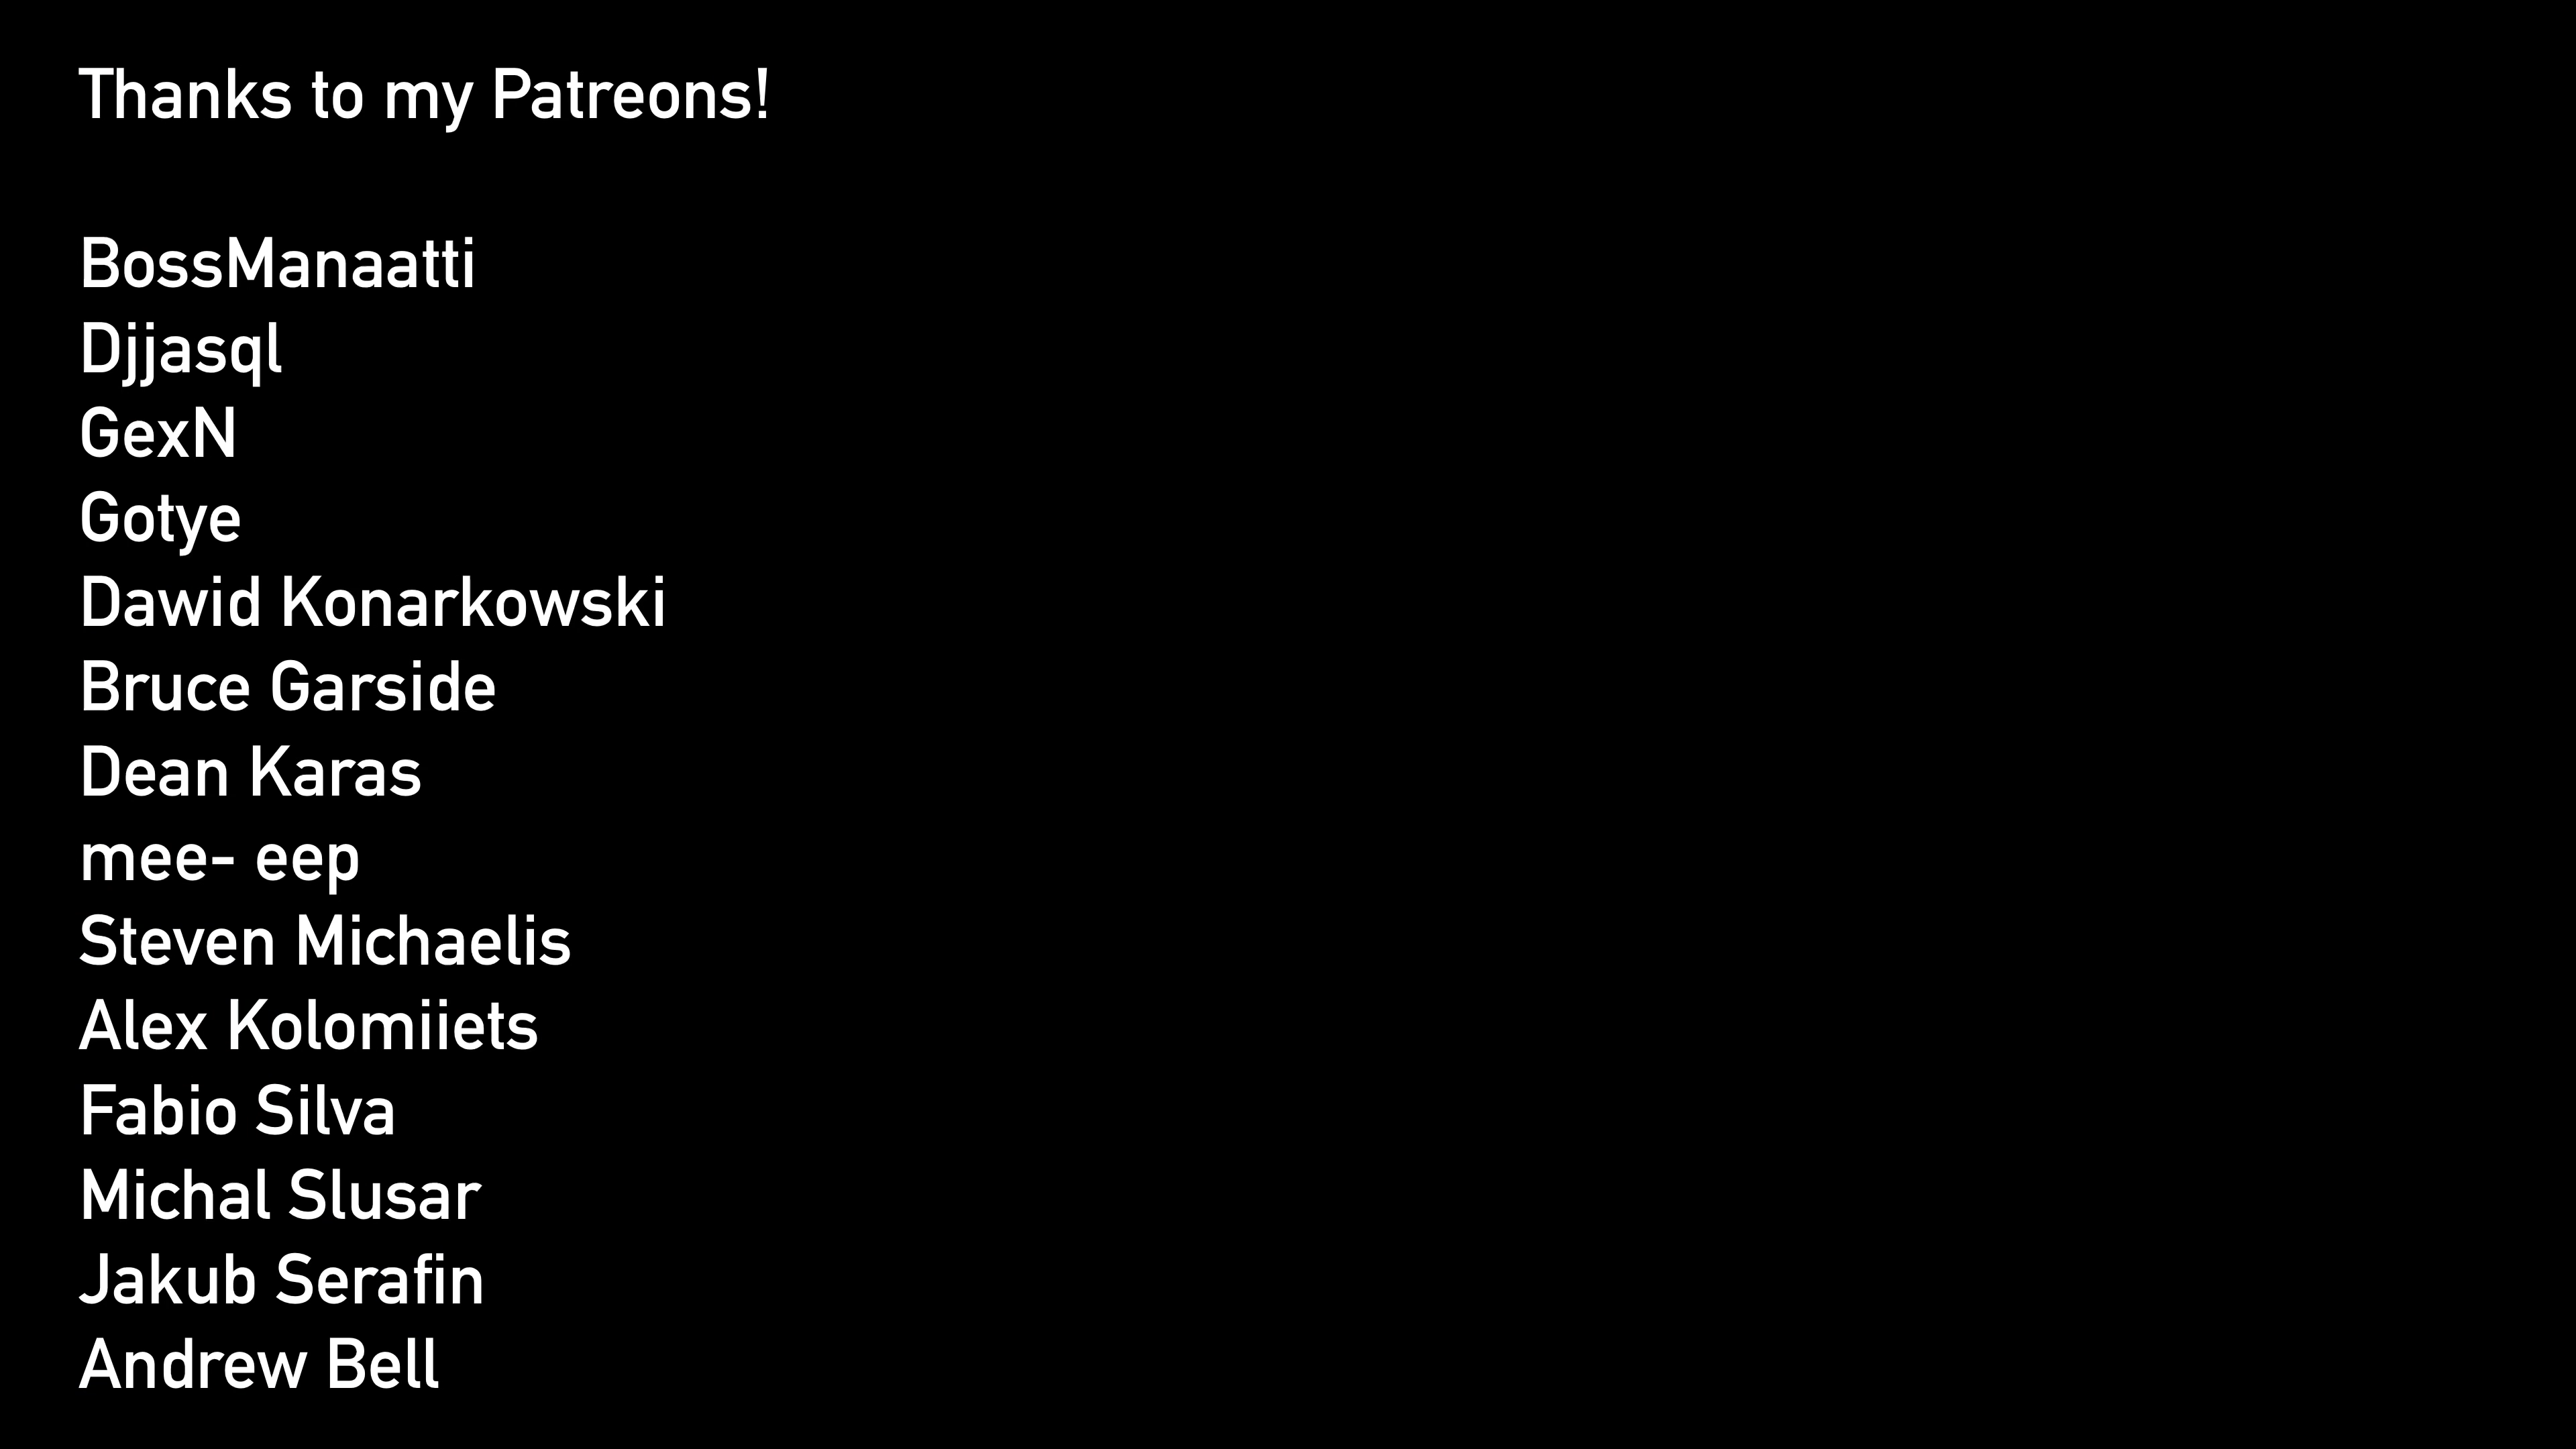 Thanks to my Patreons!
BossManaatti
Djjasql
GexN
Gotye
Dawid Konarkowski
Bruce Garside
Dean Karas
mee- eep
Steven Michaelis
Alex Kolomiiets
Fabio Silva
Michal Slusar
Jakub Serafin
Andrew Bell